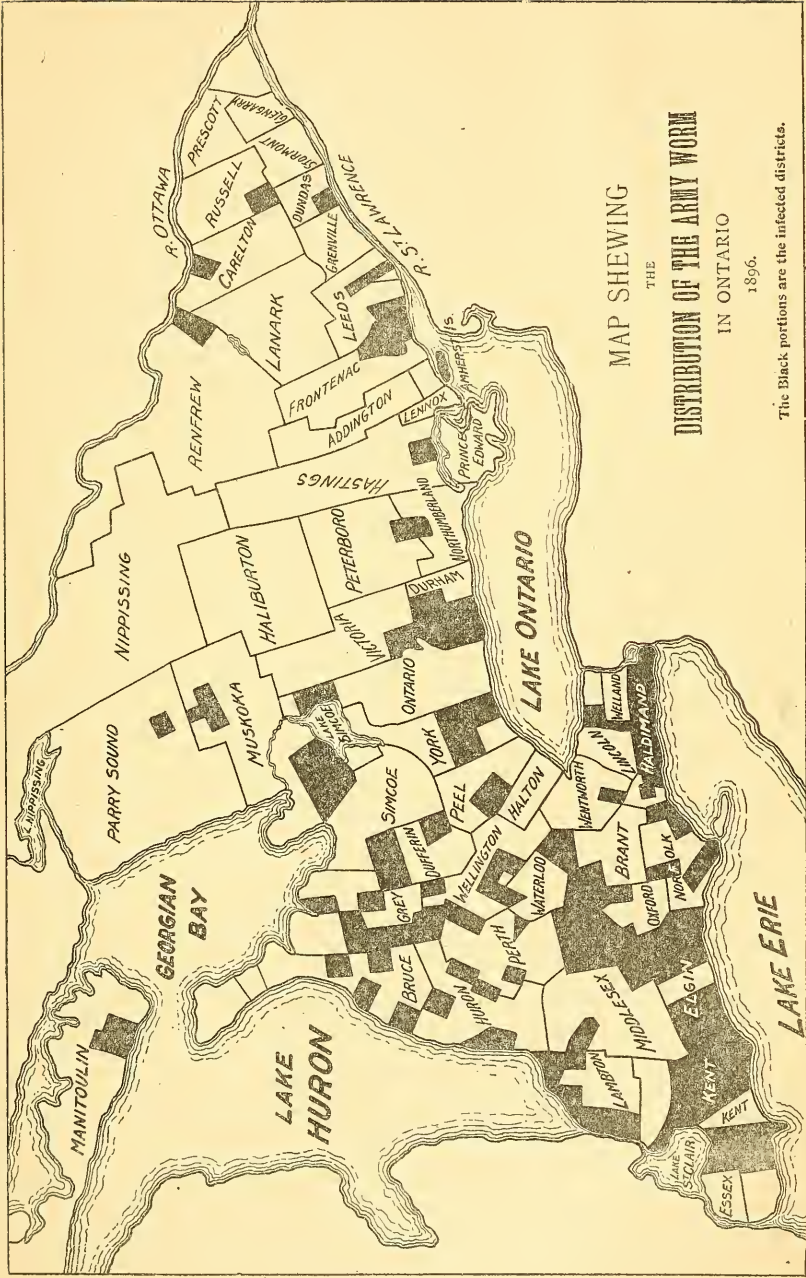 MAP SHEWING
THE
DISTRIBUTION OF THE ARMY WORM
IN ONTARIO
1896.
The Black portions are the infected districts.
R. OTTAWA
PRESCOTT
GLENGARRY
STORMONT
RUSSELL
DUNDAS
R. ST LAWRENCE
CARELTON
GRENVILLE
LEEDS
LANARK
RENFREW
FRONTENAC
ADDINGTON
LENNOX
AMHERST IS.
PRINCE
EDWARD
HASTINGS
NIPPISSING
HALIBURTON
PETERBORO
NORTHUMBERLAND
DURHAM
VICTORIA
ONTARIO
LAKE ONTARIO
L. NIPPISSING
PARRY SOUND
MUSKOKA
LAKE
SIMCOE
YORK
SIMCOE
PEEL
HALTON
DUFFERIN
WELLINGTON
WENTWORTH
LINCOLN
WELLAND
HALDIMAND
GEORGIAN
BAY
GREY
WATERLOO
BRANT
NORFOLK
OXFORD
BRUCE
PERTH
HURON
MIDDLESEX
ELGIN
LAKE ERIE
MANITOULIN
LAKE
HURON
LAMBTON
KENT
KENT
LAKE
ST CLAIR
ESSEX